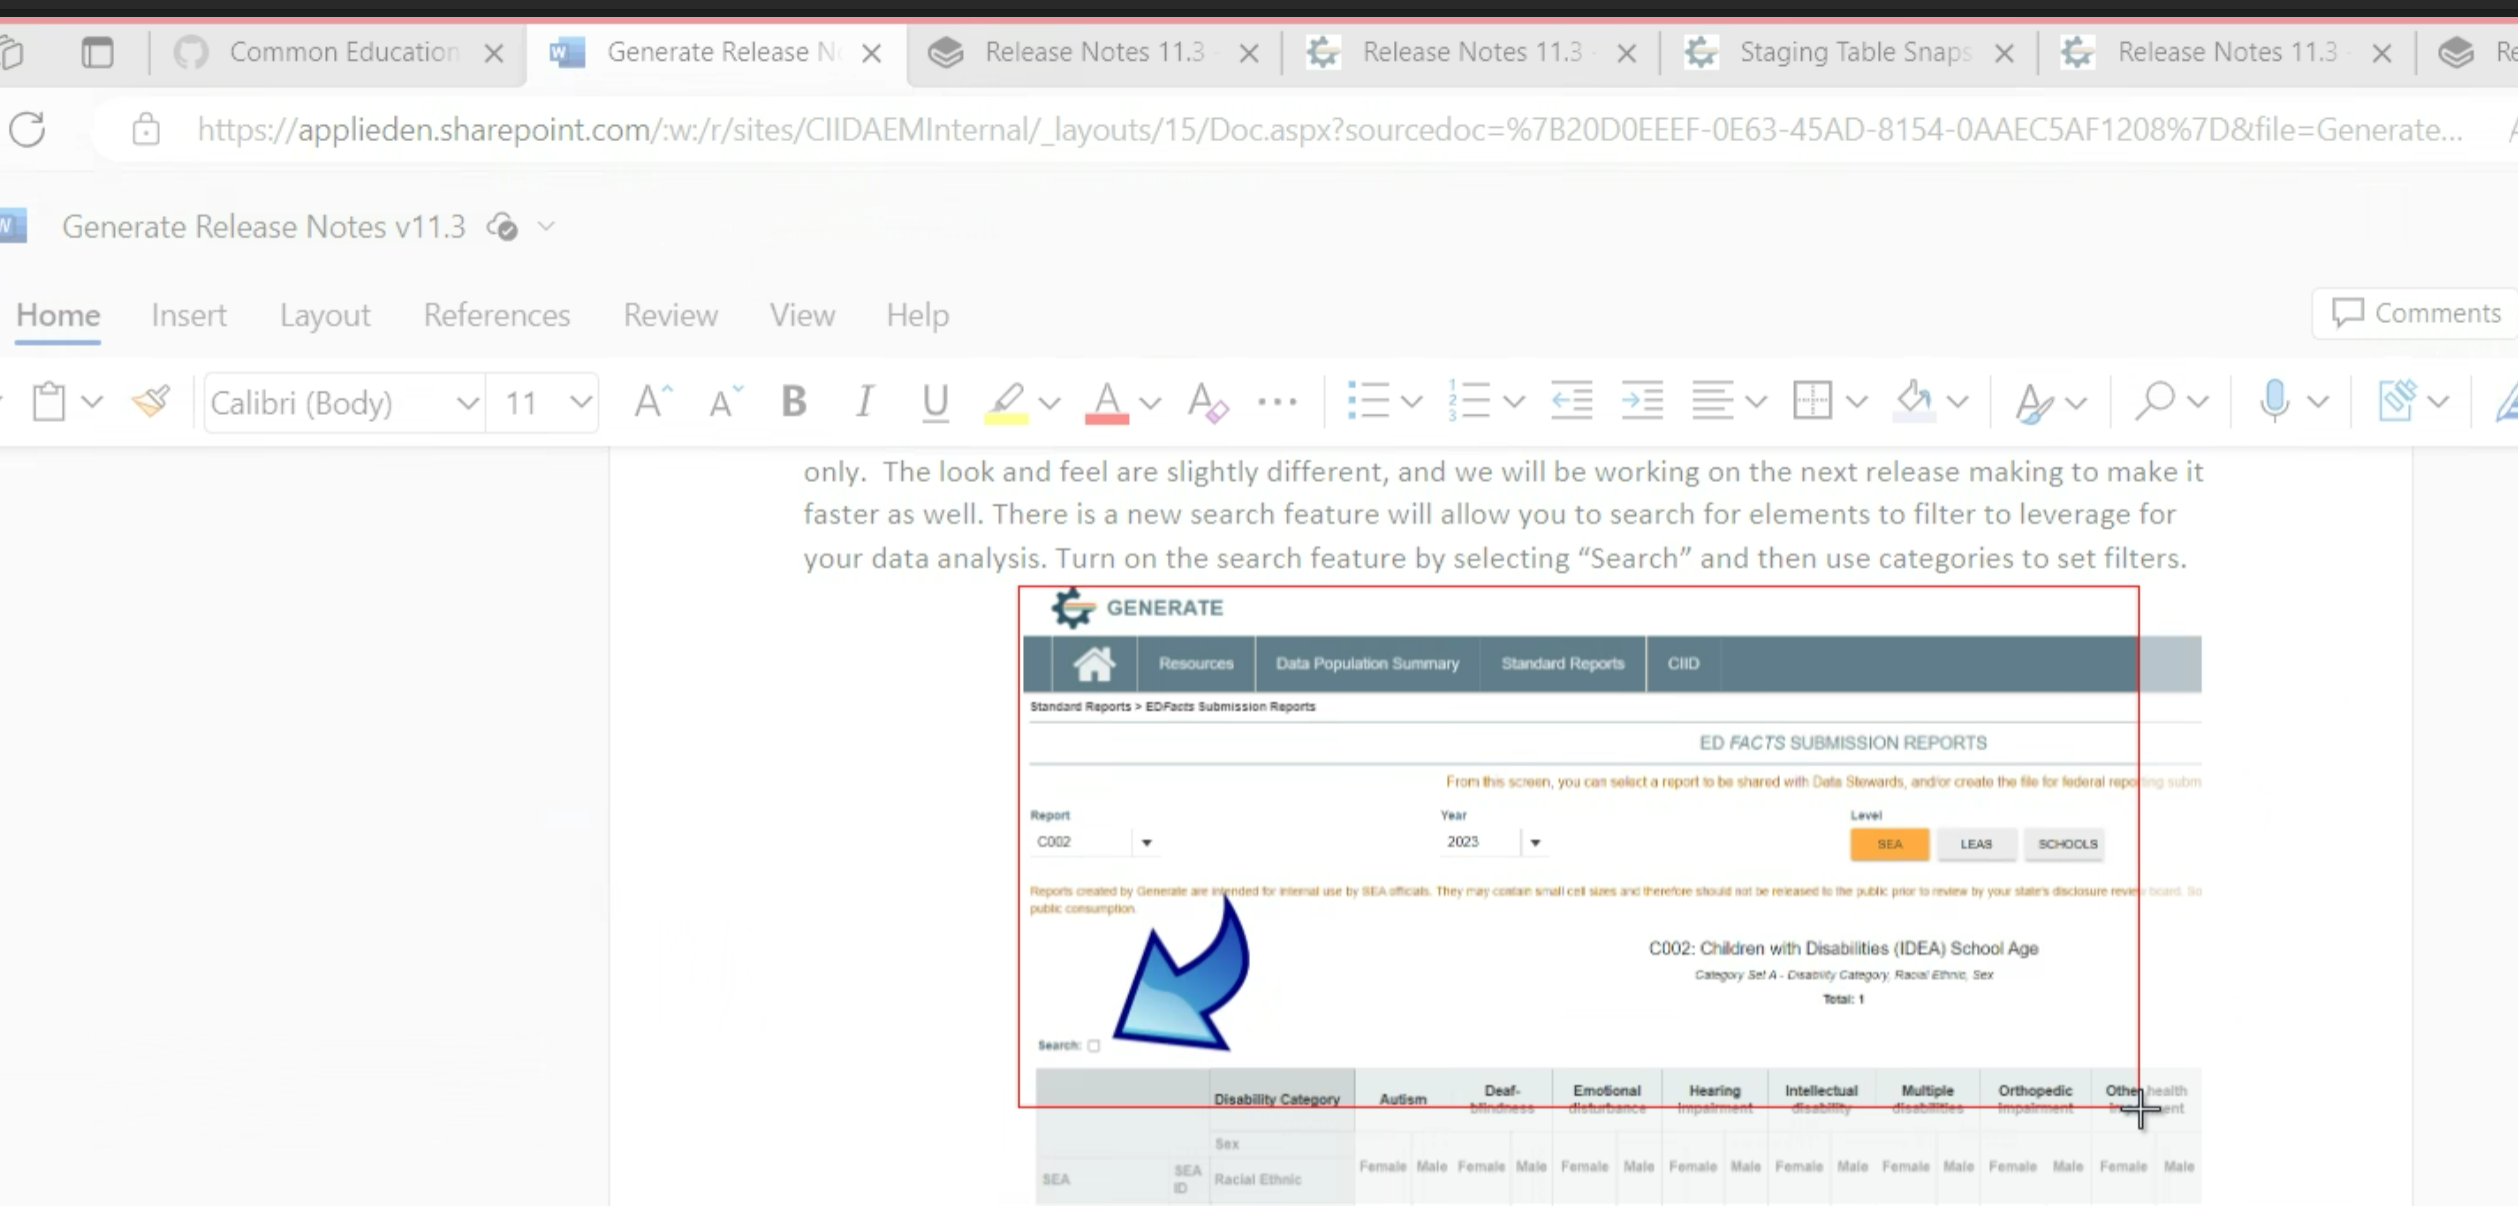 Common Education
Generate Release N
Release Notes 11.3 -
Release Notes 11.3 -
Staging Table Snaps
Release Notes 11.3 -
Re
https://applieden.sharepoint.com/:w:/r/sites/CIIDAEMInternal/_layouts/15/Doc.aspx?sourcedoc=%7B20D0EEEF-0E63-45AD-8154-0AAEC5AF1208%7D&file=Generate...
Generate Release Notes v11.3
Home Insert Layout References Review View Help
Comments
Calibri (Body) 11
only. The look and feel are slightly different, and we will be working on the next release making to make it
faster as well. There is a new search feature will allow you to search for elements to filter to leverage for
your data analysis. Turn on the search feature by selecting “Search” and then use categories to set filters.
GENERATE
Resources Data Population Summary Standard Reports CIID
Standard Reports > EDFacts Submission Reports
ED FACTS SUBMISSION REPORTS
From this screen, you can select a report to be shared with Data Stewards, and/or create the file for federal reporting subm
Report Year Level
C002 2023 SEA LEAS SCHOOLS
Reports created by Generate are intended for internal use by SEA officials. They may contain small cell sizes and therefore should not be released to the public prior to review by your state's disclosure review board. So
public consumption.
C002: Children with Disabilities (IDEA) School Age
Category Set A - Disability Category, Racial Ethnic, Sex
Total: 1
Search:
Disability Category Autism Deaf-blindness Emotional disturbance Hearing Impairment Intellectual disability Multiple disabilities Orthopedic Impairment Other health
Sex
SEA SEA ID Racial Ethnic Female Male Female Male Female Male Female Male Female Male Female Male Female Male Female Male